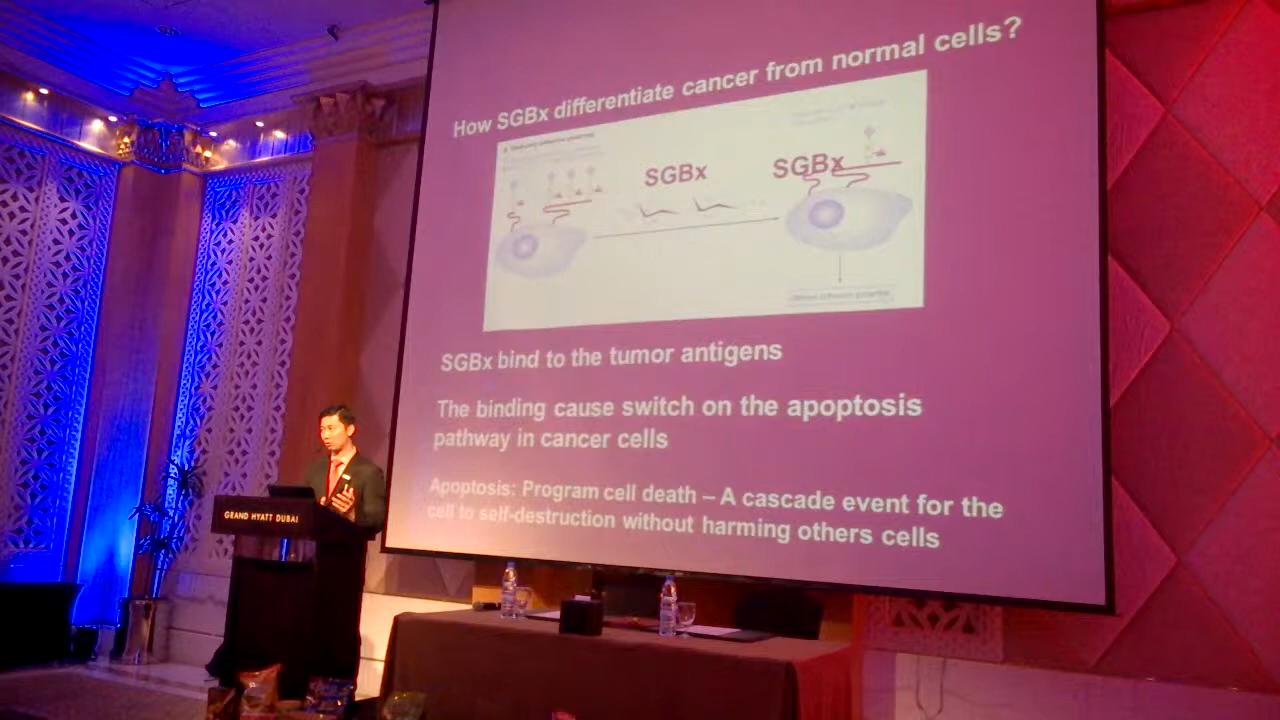 How SGBx differentiate cancer from normal cells?
SGBx
SGBx
SGBx bind to the tumor antigens
The binding cause switch on the apoptosis
pathway in cancer cells
Apoptosis: Program cell death – A cascade event for the
cell to self-destruction without harming others cells
GRAND HYATT DUBAI